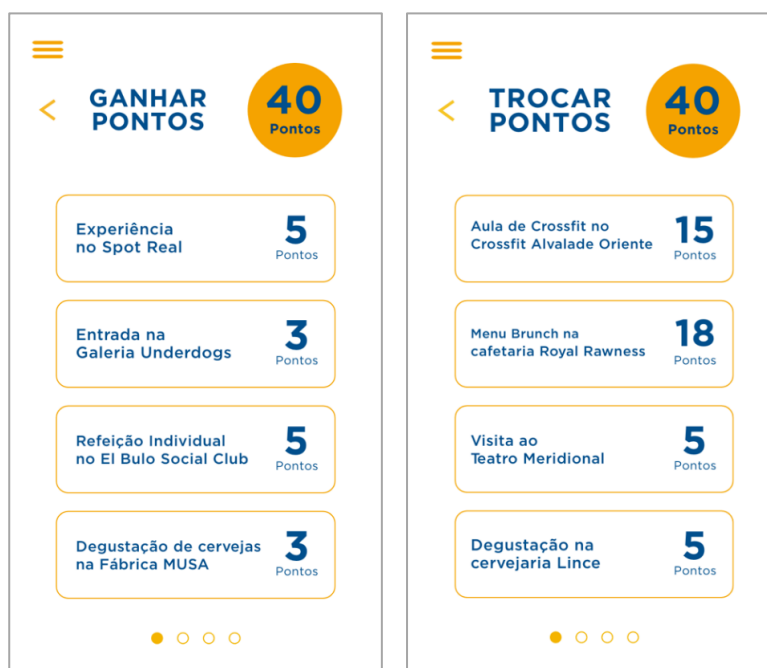 GANHAR
PONTOS
40
Pontos
Experiência
no Spot Real
5
Pontos
Entrada na
Galeria Underdogs
3
Pontos
Refeição Individual
no El Bulo Social Club
5
Pontos
Degustação de cervejas
na Fábrica MUSA
3
Pontos
TROCAR
PONTOS
40
Pontos
Aula de Crossfit no
Crossfit Alvalade Oriente
15
Pontos
Menu Brunch na
cafetaria Royal Rawness
18
Pontos
Visita ao
Teatro Meridional
5
Pontos
Degustação na
cervejaria Lince
5
Pontos